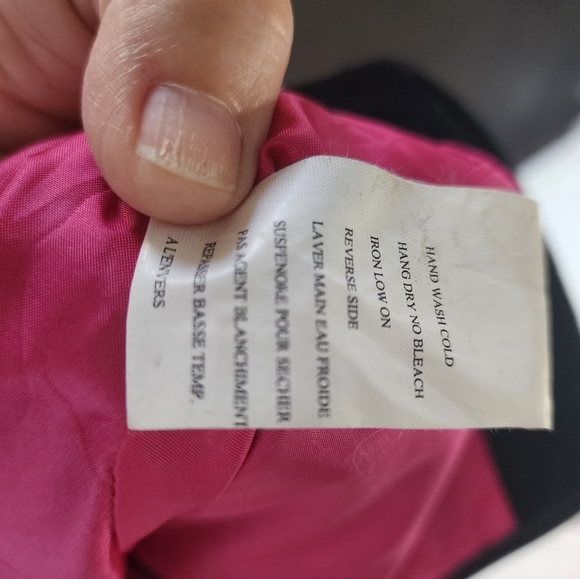 HAND WASH COLD
HANG DRY NO BLEACH
IRON LOW ON
REVERSE SIDE
LAVER MAIN EAU FROIDE
SUSPENDRE POUR SECHER
PAS AGENT BLANCHIMENT
REPASSER BASSE TEMP.
A L'ENVERS